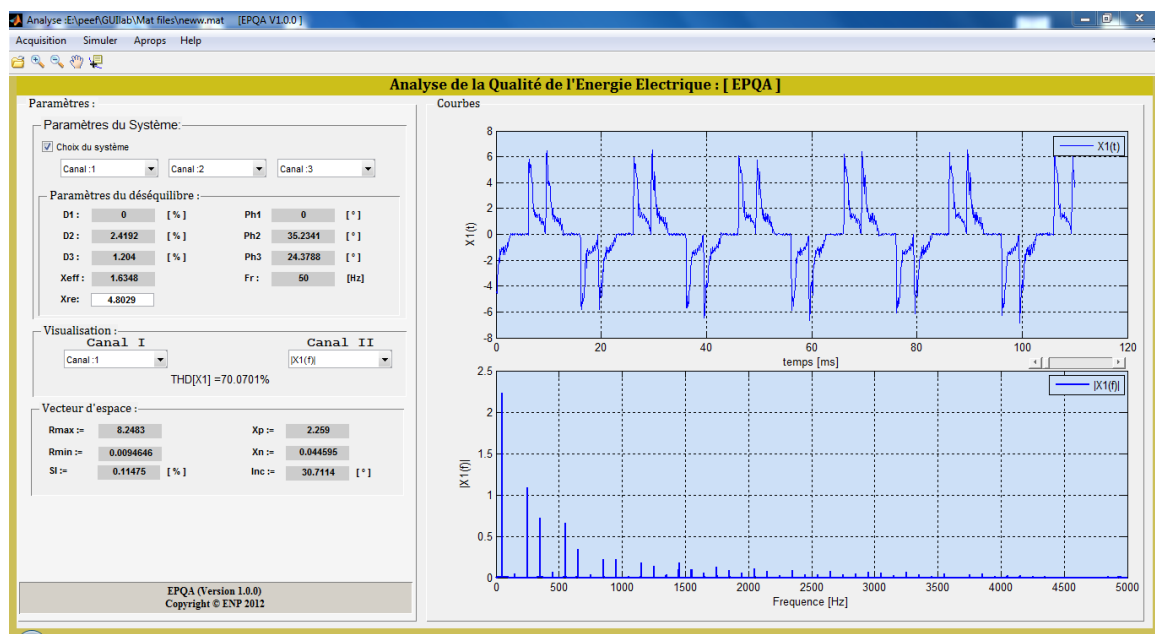 Analyse :E:\peef\GUIlab\Mat files\neww.mat [EPQA V1.0.0 ]
Acquisition Simuler Aprops Help
Analyse de la Qualité de l'Energie Electrique : [ EPQA ]
Paramètres :
Paramètres du Système:
Choix du système
Canal :1 Canal :2 Canal :3
Paramètres du déséquilibre :
D1 : 0 [ % ] Ph1 0 [ ° ]
D2 : 2.4192 [ % ] Ph2 35.2341 [ ° ]
D3 : 1.204 [ % ] Ph3 24.3788 [ ° ]
Xeff : 1.6348 Fr : 50 [Hz]
Xre: 4.8029
Visualisation :
Canal I Canal II
Canal :1 |X1(f)|
THD[X1] =70.0701%
Vecteur d'espace :
Rmax := 8.2483 Xp := 2.259
Rmin := 0.0094646 Xn := 0.044595
SI := 0.11475 [ % ] Inc := 30.7114 [ ° ]
EPQA (Version 1.0.0)
Copyright © ENP 2012
Courbes
X1(t)
8
6
4
2
0
-2
-4
-6
-8
X1(t)
0 20 40 60 80 100 120
temps [ms]
|X1(f)|
2.5
2
1.5
1
0.5
0
|X1(f)|
0 500 1000 1500 2000 2500 3000 3500 4000 4500 5000
Frequence [Hz]